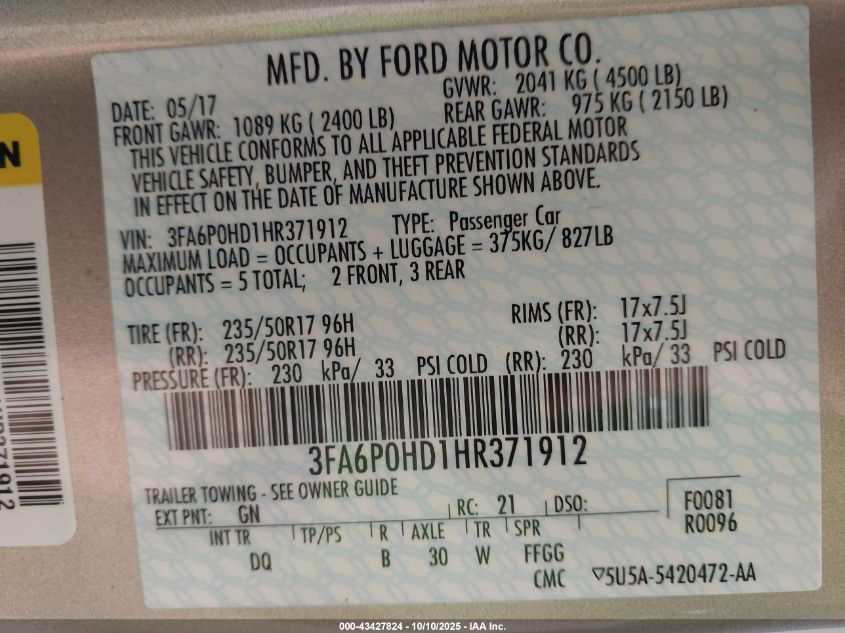 MFD. BY FORD MOTOR CO.
DATE: 05/17 GVWR: 2041 KG ( 4500 LB)
FRONT GAWR: 1089 KG ( 2400 LB) REAR GAWR: 975 KG ( 2150 LB)
THIS VEHICLE CONFORMS TO ALL APPLICABLE FEDERAL MOTOR
VEHICLE SAFETY, BUMPER, AND THEFT PREVENTION STANDARDS
IN EFFECT ON THE DATE OF MANUFACTURE SHOWN ABOVE.
VIN: 3FA6P0HD1HR371912 TYPE: Passenger Car
MAXIMUM LOAD = OCCUPANTS + LUGGAGE = 375KG/ 827LB
OCCUPANTS = 5 TOTAL; 2 FRONT, 3 REAR
TIRE (FR): 235/50R17 96H RIMS (FR): 17x7.5J
(RR): 235/50R17 96H (RR): 17x7.5J
PRESSURE (FR): 230 kPa/ 33 PSI COLD (RR): 230 kPa/ 33 PSI COLD
3FA6P0HD1HR371912
TRAILER TOWING - SEE OWNER GUIDE
EXT PNT: GN RC: 21 DSO: F0081
R0096
INT TR TP/PS R AXLE TR SPR
DQ B 30 W FFGG
CMC ▽5U5A-5420472-AA
N
HR371912
000-43427824 - 10/10/2025 - IAA Inc.